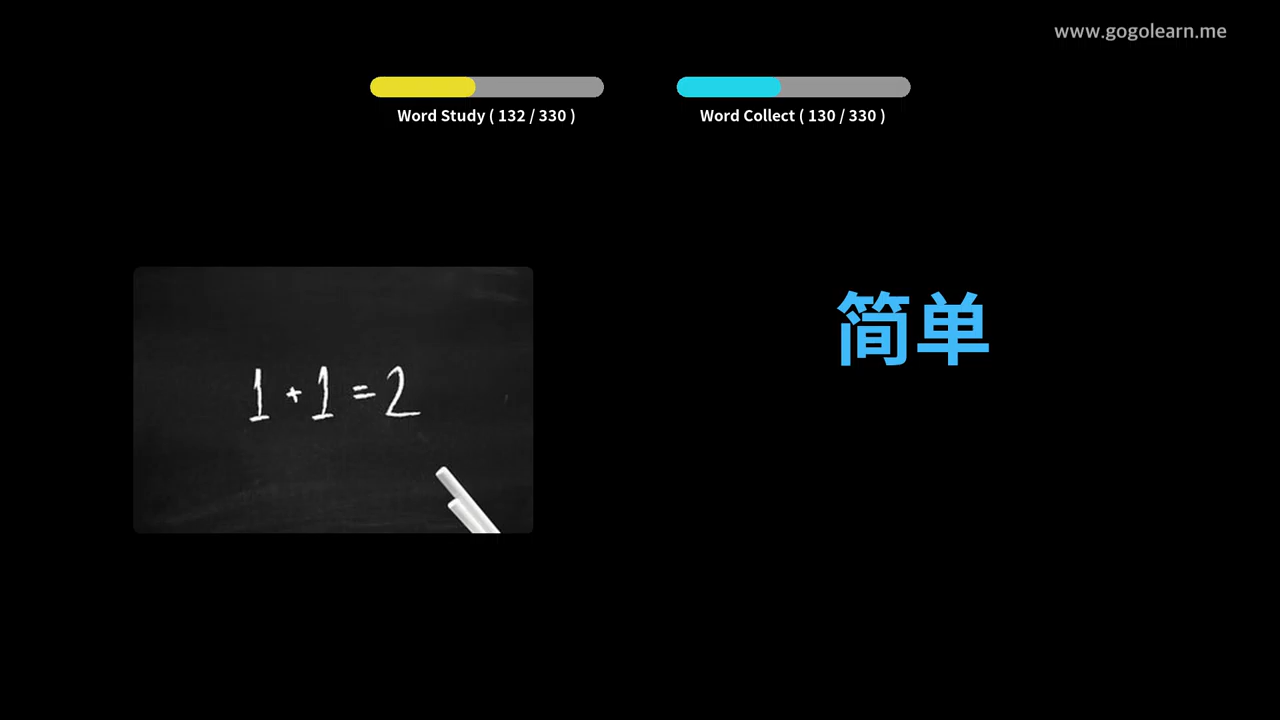 www.gogolearn.me
Word Study ( 132 / 330 )
Word Collect ( 130 / 330 )
简单
1 + 1 = 2